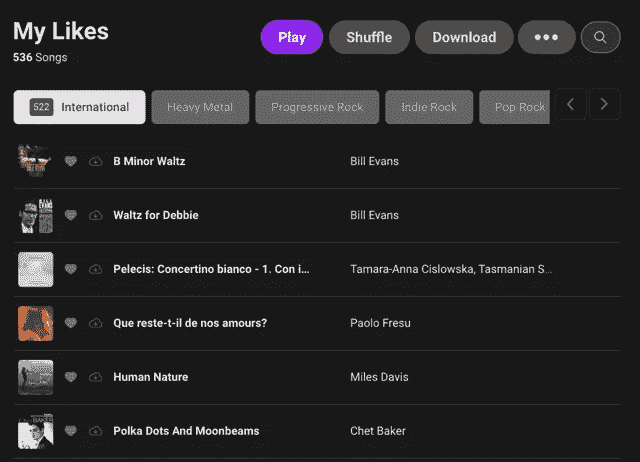 My Likes
536 Songs
Play Shuffle Download
522 International Heavy Metal Progressive Rock Indie Rock Pop Rock
B Minor Waltz Bill Evans
Waltz for Debbie Bill Evans
Pelecis: Concertino bianco - 1. Con i... Tamara-Anna Cislowska, Tasmanian S...
Que reste-t-il de nos amours? Paolo Fresu
Human Nature Miles Davis
Polka Dots And Moonbeams Chet Baker